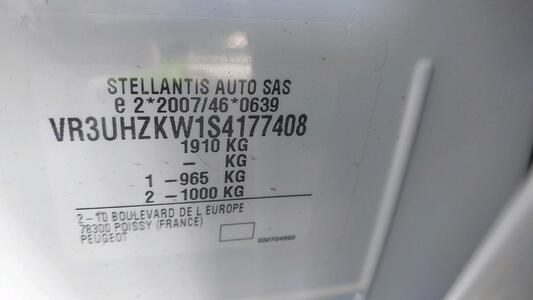 STELLANTIS AUTO SAS
e 2*2007/46*0639
VR3UHZKW1S4177408
1910 KG
- KG
1 -965 KG
2 -1000 KG
2-10 BOULEVARD DE L EUROPE
78300 POISSY (FRANCE)
PEUGEOT